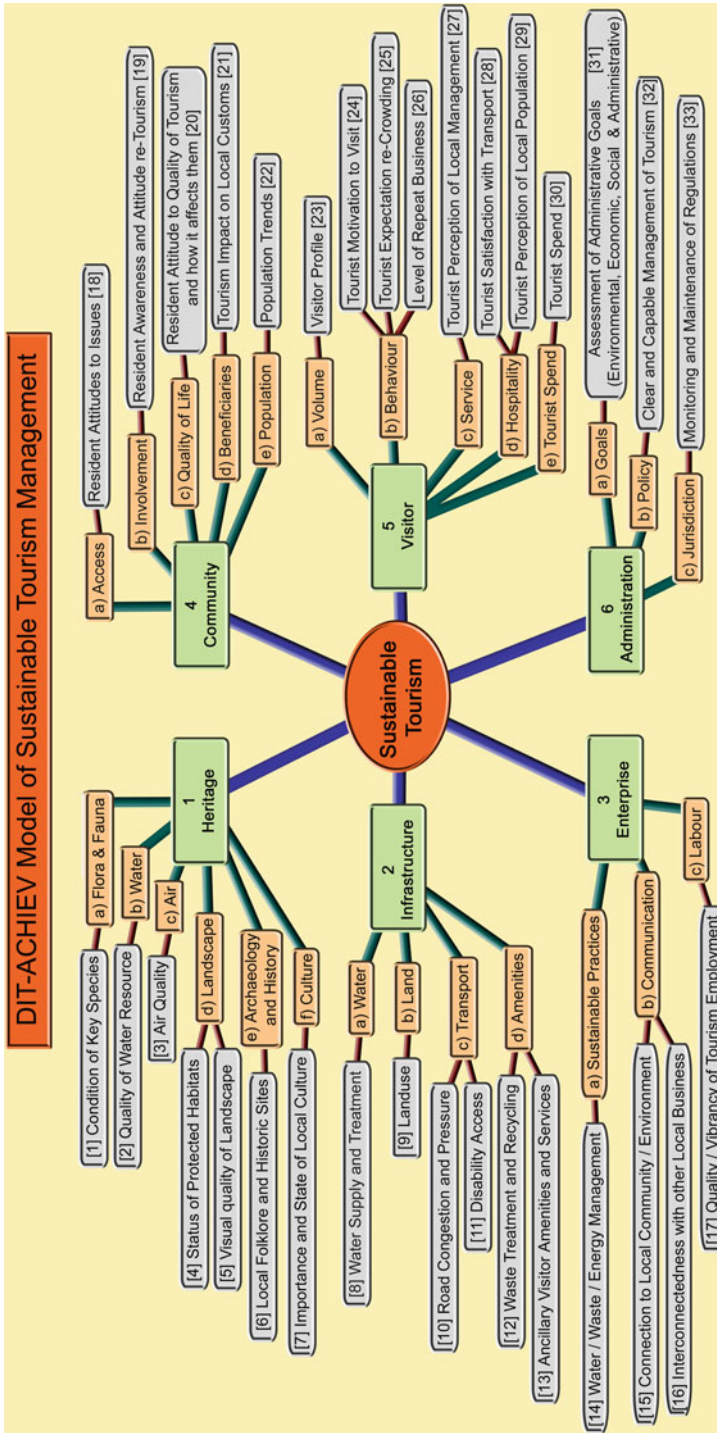 DIT-ACHIEV Model of Sustainable Tourism Management
Sustainable
Tourism
1
Heritage
a) Flora & Fauna
[1] Condition of Key Species
b) Water
[2] Quality of Water Resource
c) Air
[3] Air Quality
d) Landscape
[4] Status of Protected Habitats
[5] Visual quality of Landscape
e) Archaeology
and History
[6] Local Folklore and Historic Sites
f) Culture
[7] Importance and State of Local Culture
2
Infrastructure
a) Water
[8] Water Supply and Treatment
b) Land
[9] Landuse
c) Transport
[10] Road Congestion and Pressure
[11] Disability Access
d) Amenities
[12] Waste Treatment and Recycling
[13] Ancillary Visitor Amenities and Services
3
Enterprise
a) Sustainable Practices
[14] Water / Waste / Energy Management
b) Communication
[15] Connection to Local Community / Environment
[16] Interconnectedness with other Local Business
c) Labour
[17] Quality / Vibrancy of Tourism Employment
4
Community
a) Access
Resident Attitudes to Issues [18]
b) Involvement
Resident Awareness and Attitude re-Tourism [19]
c) Quality of Life
Resident Attitude to Quality of Tourism
and how it affects them [20]
d) Beneficiaries
Tourism Impact on Local Customs [21]
e) Population
Population Trends [22]
5
Visitor
a) Volume
Visitor Profile [23]
b) Behaviour
Tourist Motivation to Visit [24]
Tourist Expectation re-Crowding [25]
Level of Repeat Business [26]
c) Service
Tourist Perception of Local Management [27]
d) Hospitality
Tourist Satisfaction with Transport [28]
Tourist Perception of Local Population [29]
e) Tourist Spend
Tourist Spend [30]
6
Administration
a) Goals
Assessment of Administrative Goals [31]
(Environmental, Economic, Social & Administrative)
b) Policy
Clear and Capable Management of Tourism [32]
c) Jurisdiction
Monitoring and Maintenance of Regulations [33]